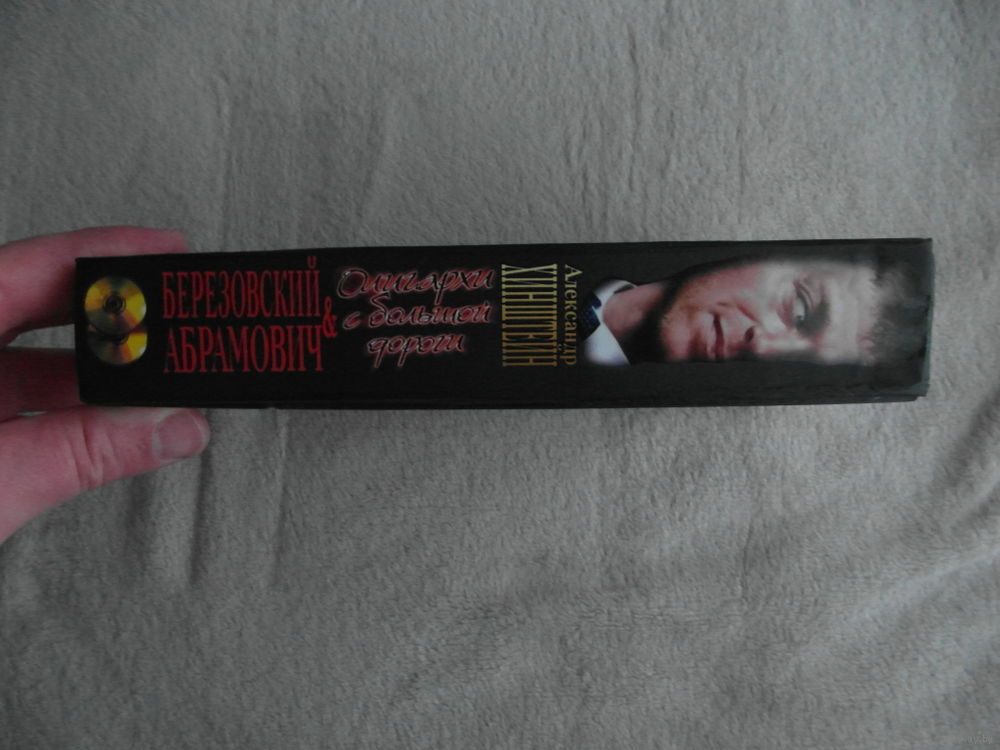 БЕРЕЗОВСКИЙ
&
АБРАМОВИЧ
Олигархи
с большой
дороги
Александр
ХИНШТЕЙН